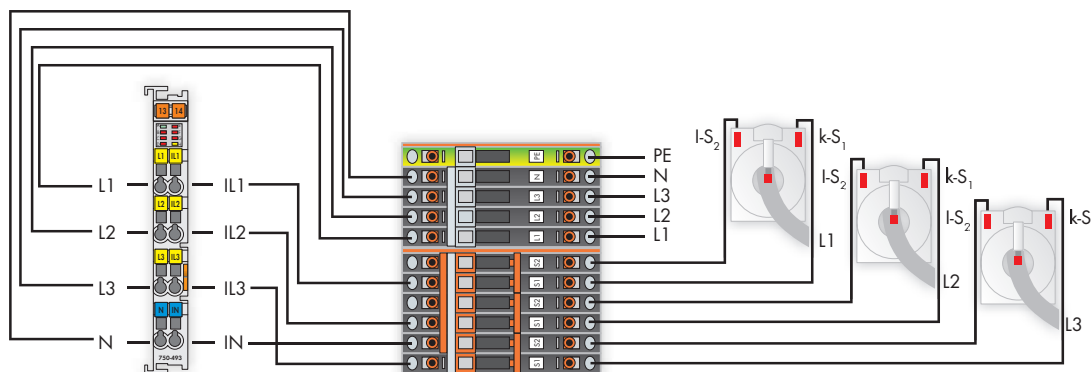 13 14
L1 IL1
L2 IL2
L3 IL3
N IN
750-493
L1
L2
L3
N
IL1
IL2
IL3
IN
PE
N
L3
L2
L1
S2
S1
S2
S1
S2
S1
PE
N
L3
L2
L1
l-S2
k-S1
L1
l-S2
k-S1
L2
l-S2
k-S
L3